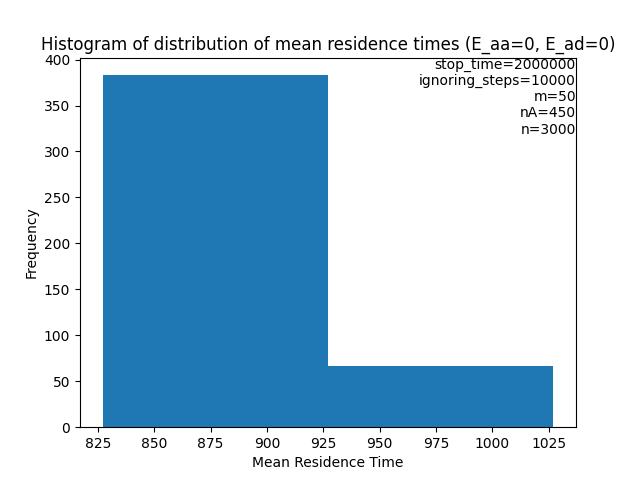 Histogram of distribution of mean residence times (E_aa=0, E_ad=0)
stop_time=2000000
ignoring_steps=10000
m=50
nA=450
n=3000
400
350
300
250
200
150
100
50
0
Frequency
825 850 875 900 925 950 975 1000 1025
Mean Residence Time